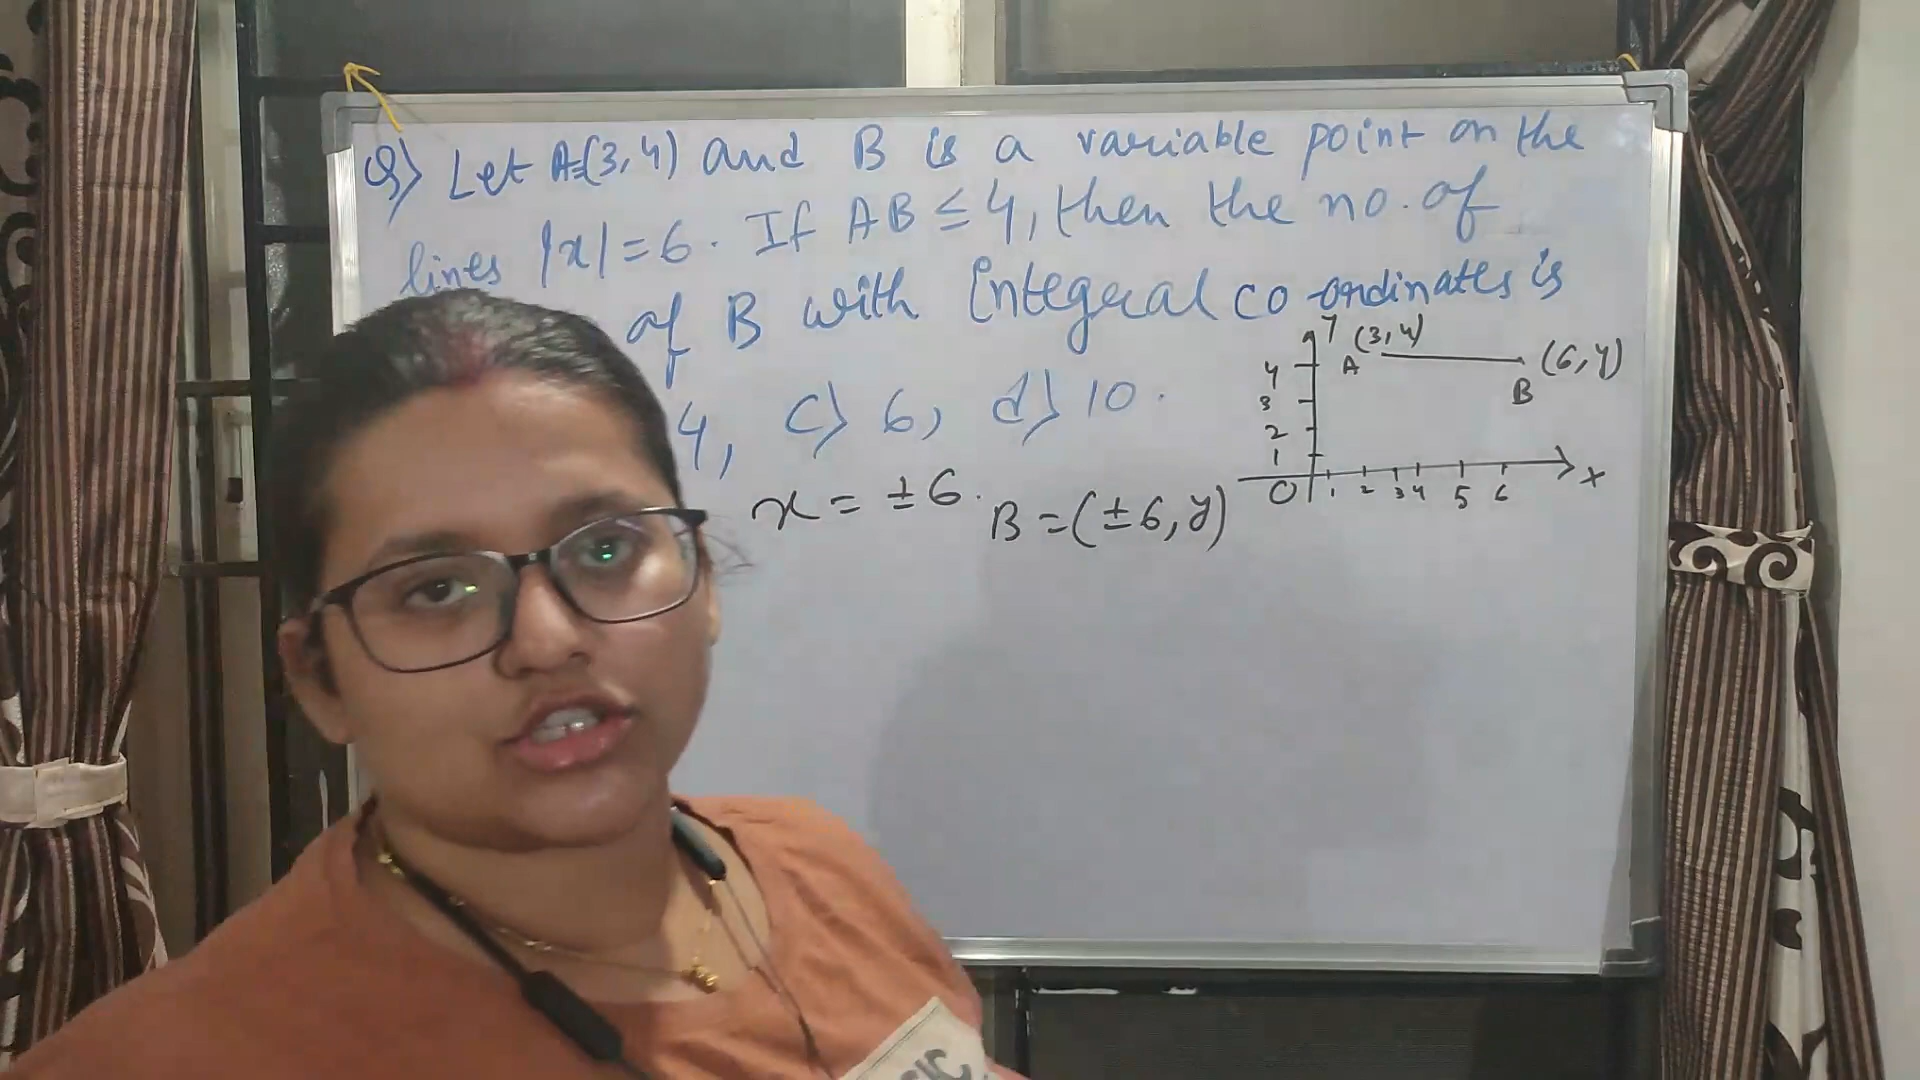 Q) Let A=(3,4) and B is a variable point on the
lines |x|=6. If AB ≤ 4, then the no. of
of B with Integral co-ordinates is
4, c) 6, d) 10.
x = ±6. B=(±6,y)
Y (3,4)
A
(6,y)
B
4
3
2
1
O 1 2 3 4 5 6 x